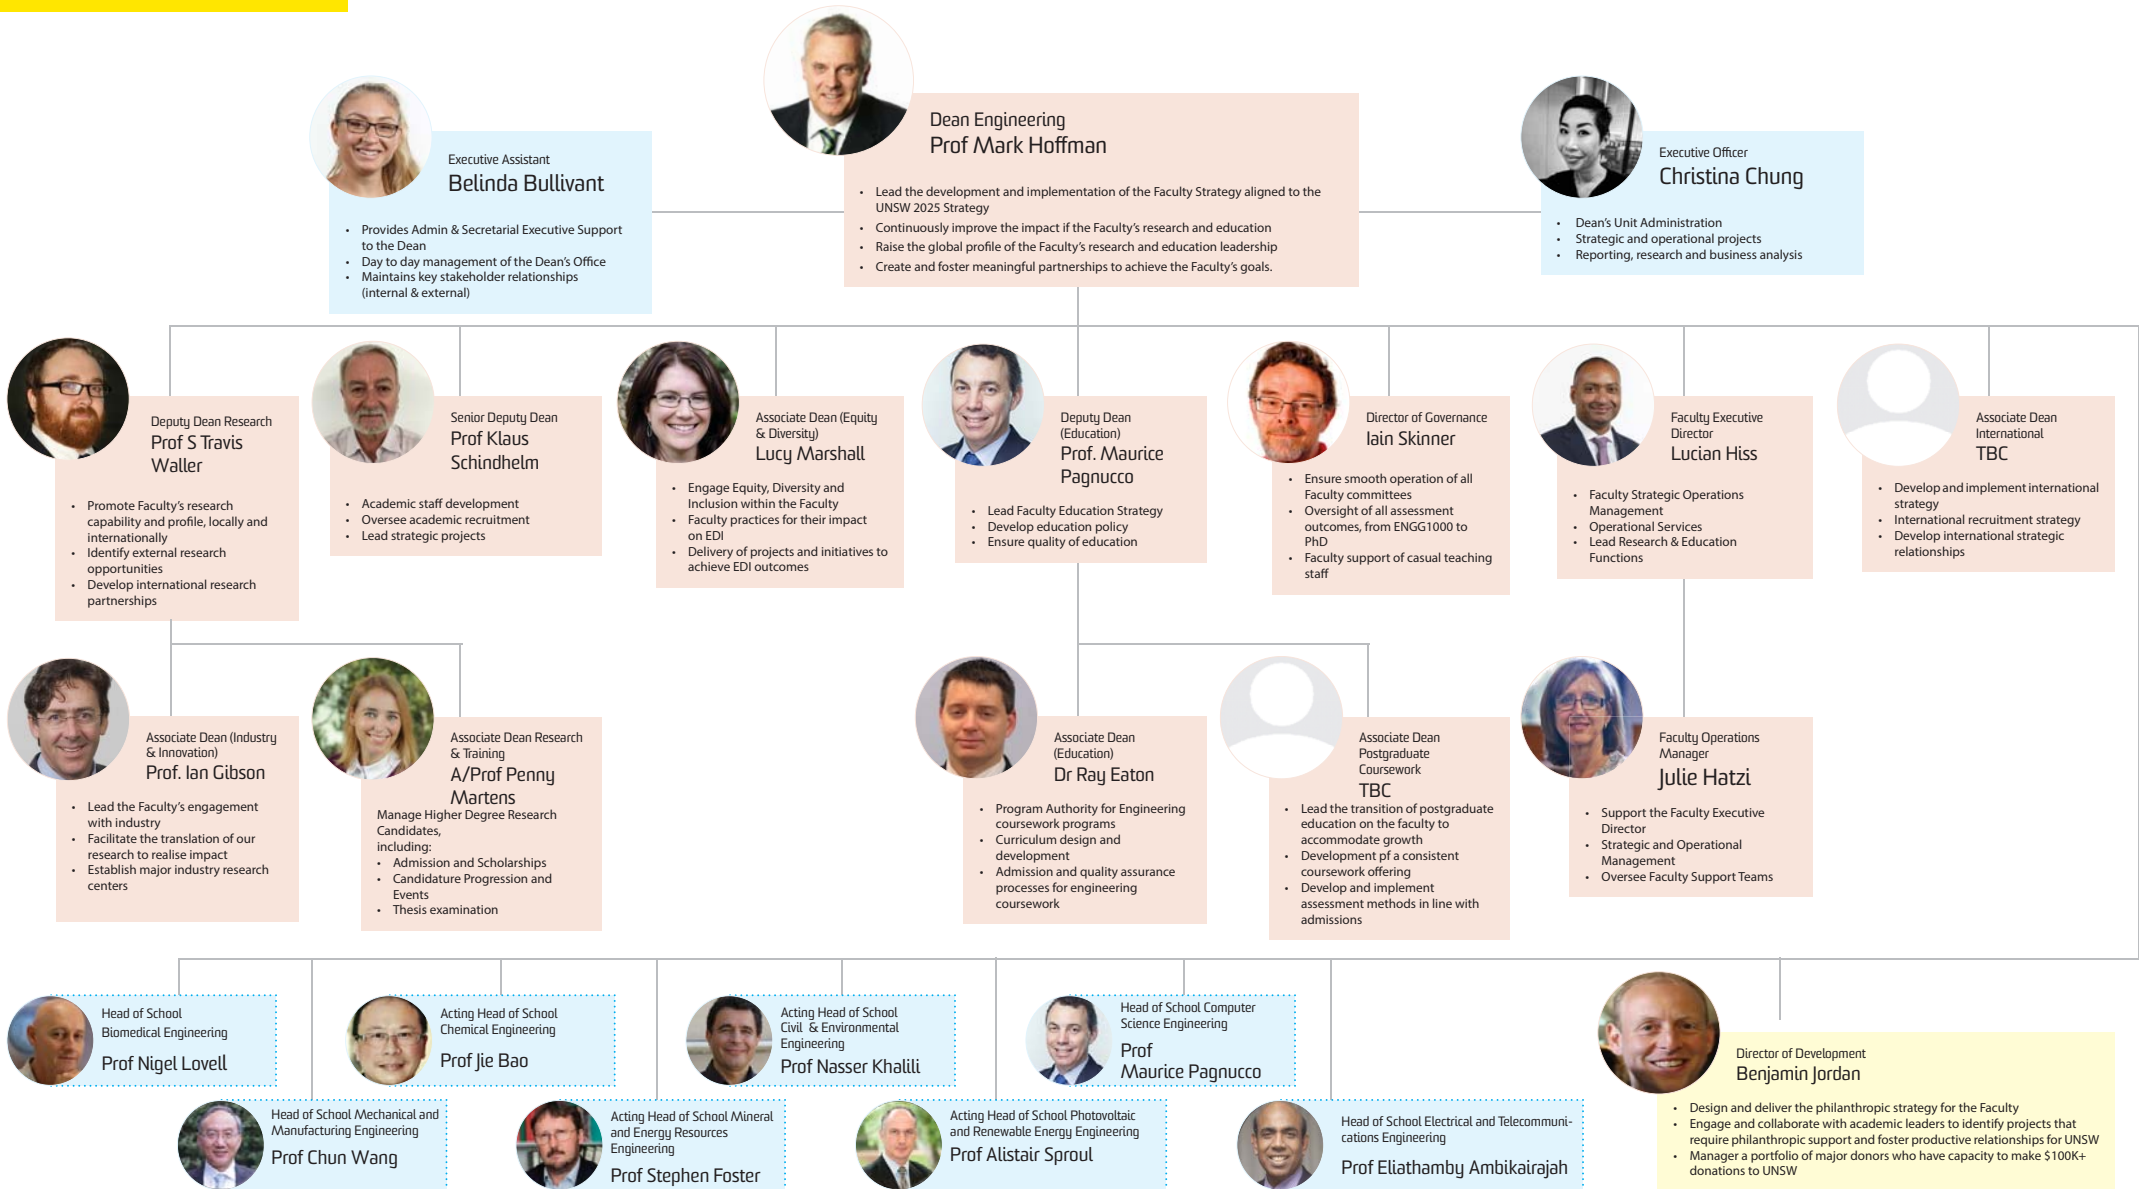 Dean Engineering
Prof Mark Hoffman
• Lead the development and implementation of the Faculty Strategy aligned to the
UNSW 2025 Strategy
• Continuously improve the impact if the Faculty's research and education
• Raise the global profile of the Faculty's research and education leadership
• Create and foster meaningful partnerships to achieve the Faculty's goals.
Executive Assistant
Belinda Bullivant
• Provides Admin & Secretarial Executive Support
to the Dean
• Day to day management of the Dean's Office
• Maintains key stakeholder relationships
(internal & external)
Executive Officer
Christina Chung
• Dean's Unit Administration
• Strategic and operational projects
• Reporting, research and business analysis
Deputy Dean Research
Prof S Travis
Waller
• Promote Faculty's research
capability and profile, locally and
internationally
• Identify external research
opportunities
• Develop international research
partnerships
Senior Deputy Dean
Prof Klaus
Schindhelm
• Academic staff development
• Oversee academic recruitment
• Lead strategic projects
Associate Dean (Equity
& Diversity)
Lucy Marshall
• Engage Equity, Diversity and
Inclusion within the Faculty
• Faculty practices for their impact
on EDI
• Delivery of projects and initiatives to
achieve EDI outcomes
Deputy Dean
(Education)
Prof. Maurice
Pagnucco
• Lead Faculty Education Strategy
• Develop education policy
• Ensure quality of education
Director of Governance
Iain Skinner
• Ensure smooth operation of all
Faculty committees
• Oversight of all assessment
outcomes, from ENGG1000 to
PhD
• Faculty support of casual teaching
staff
Faculty Executive
Director
Lucian Hiss
• Faculty Strategic Operations
Management
• Operational Services
• Lead Research & Education
Functions
Associate Dean
International
TBC
• Develop and implement international
strategy
• International recruitment strategy
• Develop international strategic
relationships
Associate Dean (Industry
& Innovation)
Prof. Ian Gibson
• Lead the Faculty's engagement
with industry
• Facilitate the translation of our
research to realise impact
• Establish major industry research
centers
Associate Dean Research
& Training
A/Prof Penny
Martens
Manage Higher Degree Research
Candidates,
including:
• Admission and Scholarships
• Candidature Progression and
Events
• Thesis examination
Associate Dean
(Education)
Dr Ray Eaton
• Program Authority for Engineering
coursework programs
• Curriculum design and
development
• Admission and quality assurance
processes for engineering
coursework
Associate Dean
Postgraduate
Coursework
TBC
• Lead the transition of postgraduate
education on the faculty to
accommodate growth
• Development pf a consistent
coursework offering
• Develop and implement
assessment methods in line with
admissions
Faculty Operations
Manager
Julie Hatzi
• Support the Faculty Executive
Director
• Strategic and Operational
Management
• Oversee Faculty Support Teams
Head of School
Biomedical Engineering
Prof Nigel Lovell
Acting Head of School
Chemical Engineering
Prof Jie Bao
Acting Head of School
Civil & Environmental
Engineering
Prof Nasser Khalili
Head of School Computer
Science Engineering
Prof
Maurice Pagnucco
Head of School Mechanical and
Manufacturing Engineering
Prof Chun Wang
Acting Head of School Mineral
and Energy Resources
Engineering
Prof Stephen Foster
Acting Head of School Photovoltaic
and Renewable Energy Engineering
Prof Alistair Sproul
Head of School Electrical and Telecommuni-
cations Engineering
Prof Eliathamby Ambikairajah
Director of Development
Benjamin Jordan
• Design and deliver the philanthropic strategy for the Faculty
• Engage and collaborate with academic leaders to identify projects that
require philanthropic support and foster productive relationships for UNSW
• Manager a portfolio of major donors who have capacity to make $100K+
donations to UNSW